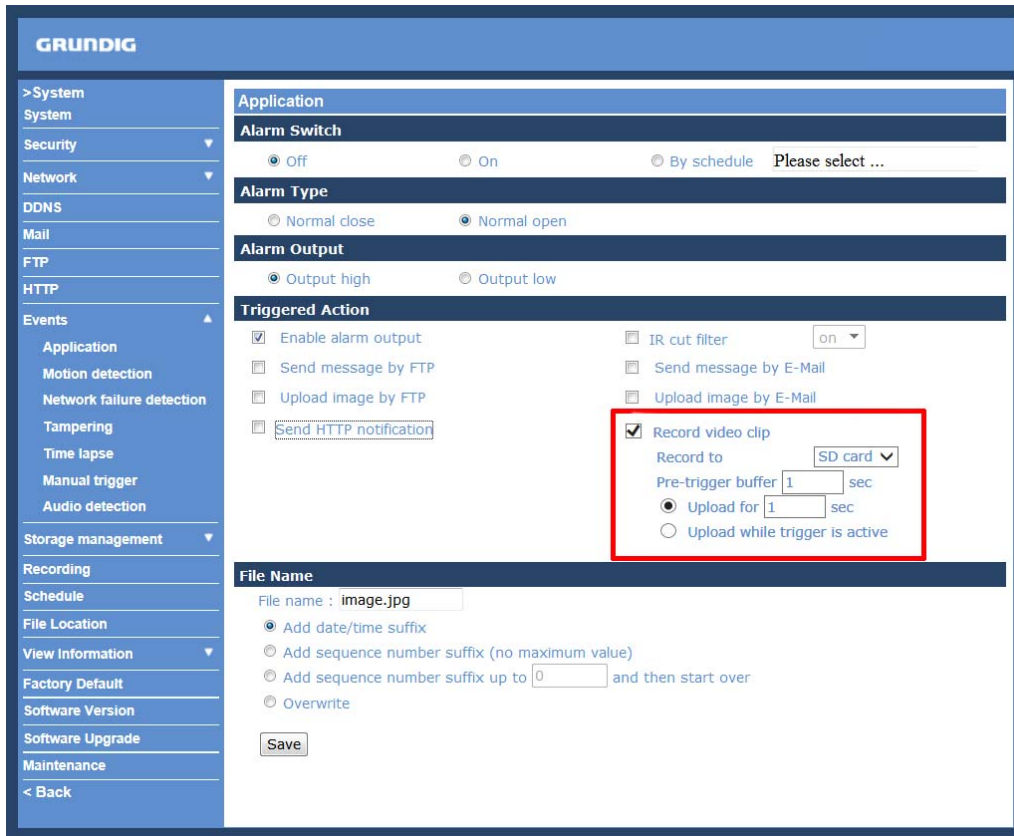 GRUNDIG
>System
System
Security
Network
DDNS
Mail
FTP
HTTP
Events
Application
Motion detection
Network failure detection
Tampering
Time lapse
Manual trigger
Audio detection
Storage management
Recording
Schedule
File Location
View Information
Factory Default
Software Version
Software Upgrade
Maintenance
< Back
Application
Alarm Switch
Off On By schedule Please select ...
Alarm Type
Normal close Normal open
Alarm Output
Output high Output low
Triggered Action
Enable alarm output IR cut filter on
Send message by FTP Send message by E-Mail
Upload image by FTP Upload image by E-Mail
Send HTTP notification Record video clip
Record to SD card
Pre-trigger buffer 1 sec
Upload for 1 sec
Upload while trigger is active
File Name
File name : image.jpg
Add date/time suffix
Add sequence number suffix (no maximum value)
Add sequence number suffix up to 0 and then start over
Overwrite
Save